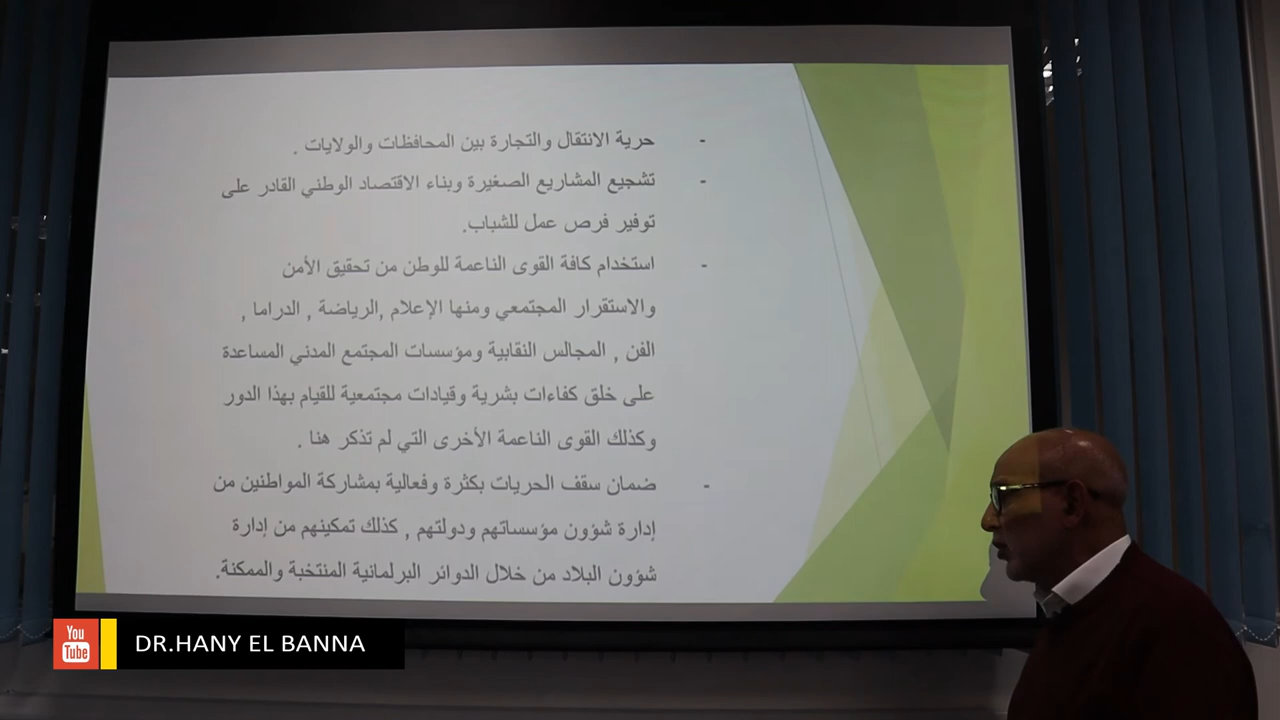 - حرية الانتقال والتجارة بين المحافظات والولايات .
- تشجيع المشاريع الصغيرة وبناء الاقتصاد الوطني القادر على
توفير فرص عمل للشباب.
- استخدام كافة القوى الناعمة للوطن من تحقيق الأمن
والاستقرار المجتمعي ومنها الإعلام ,الرياضة , الدراما ,
الفن , المجالس النقابية ومؤسسات المجتمع المدني المساعدة
على خلق كفاءات بشرية وقيادات مجتمعية للقيام بهذا الدور
وكذلك القوى الناعمة الأخرى التي لم تذكر هنا .
- ضمان سقف الحريات بكثرة وفعالية بمشاركة المواطنين من
إدارة شؤون مؤسساتهم ودولتهم , كذلك تمكينهم من إدارة
شؤون البلاد من خلال الدوائر البرلمانية المنتخبة والممكنة.
You
Tube
DR.HANY EL BANNA